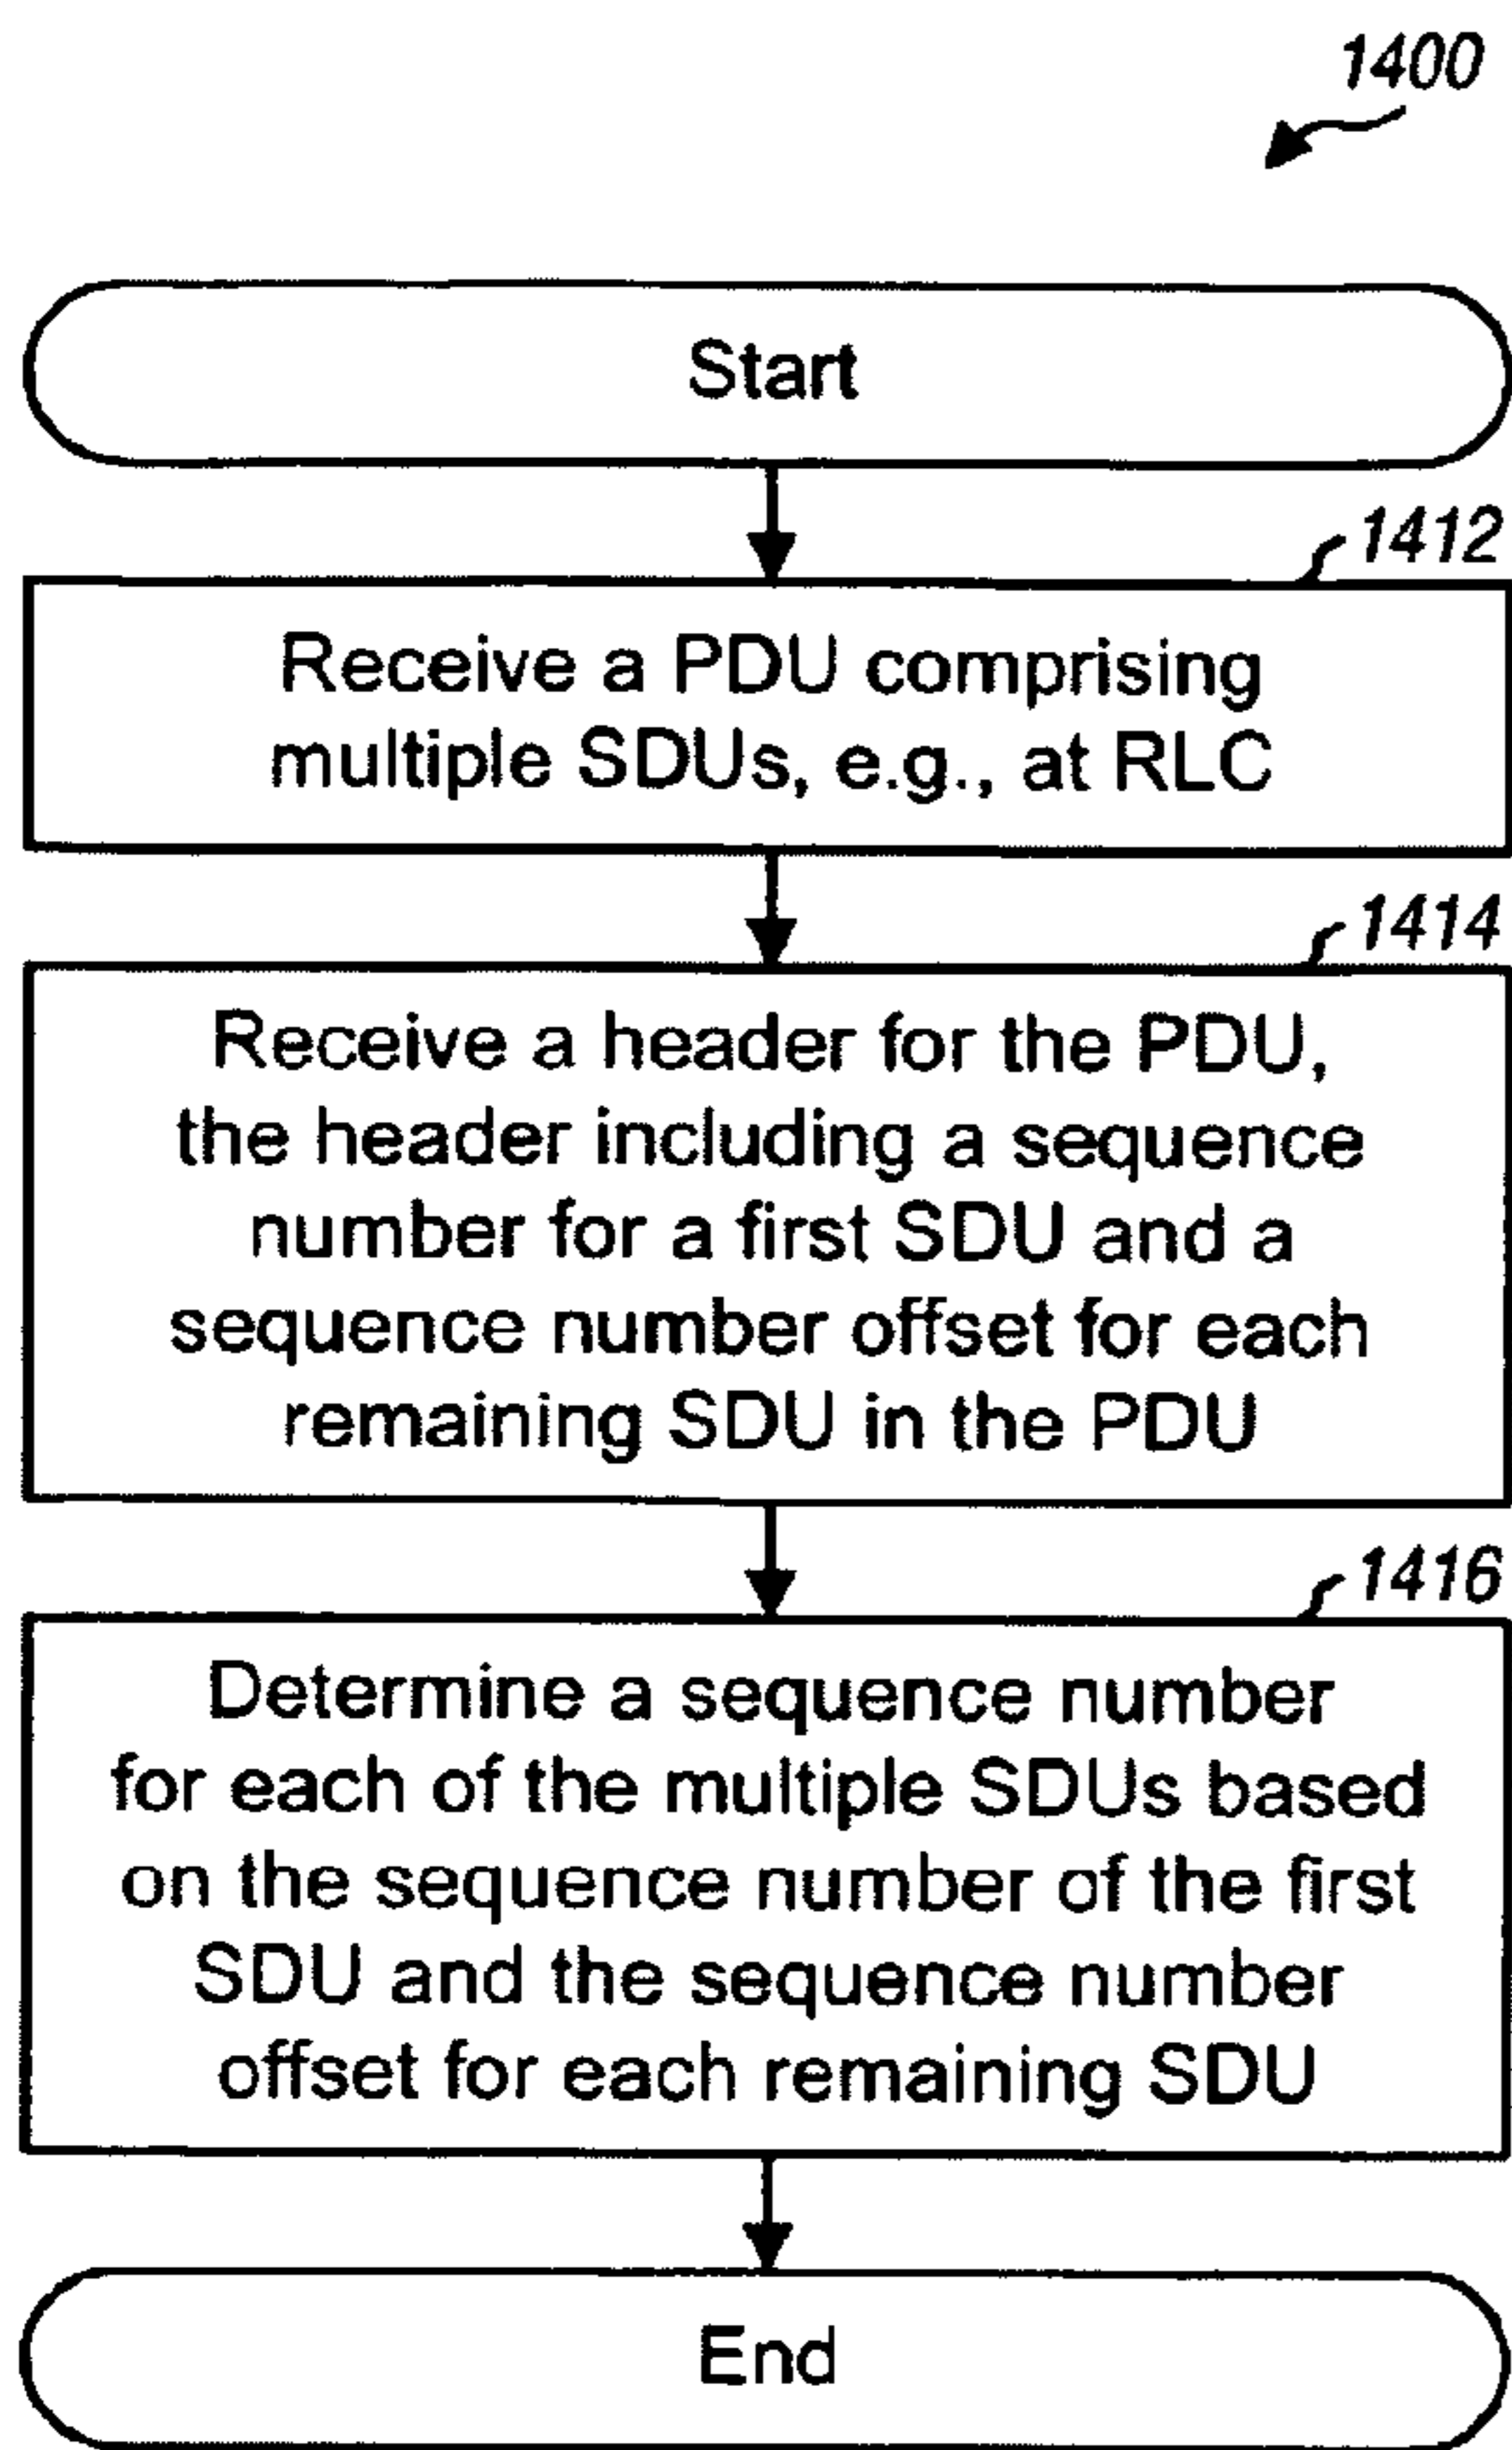 1400
Start
1412
Receive a PDU comprising
multiple SDUs, e.g., at RLC
1414
Receive a header for the PDU,
the header including a sequence
number for a first SDU and a
sequence number offset for each
remaining SDU in the PDU
1416
Determine a sequence number
for each of the multiple SDUs based
on the sequence number of the first
SDU and the sequence number
offset for each remaining SDU
End